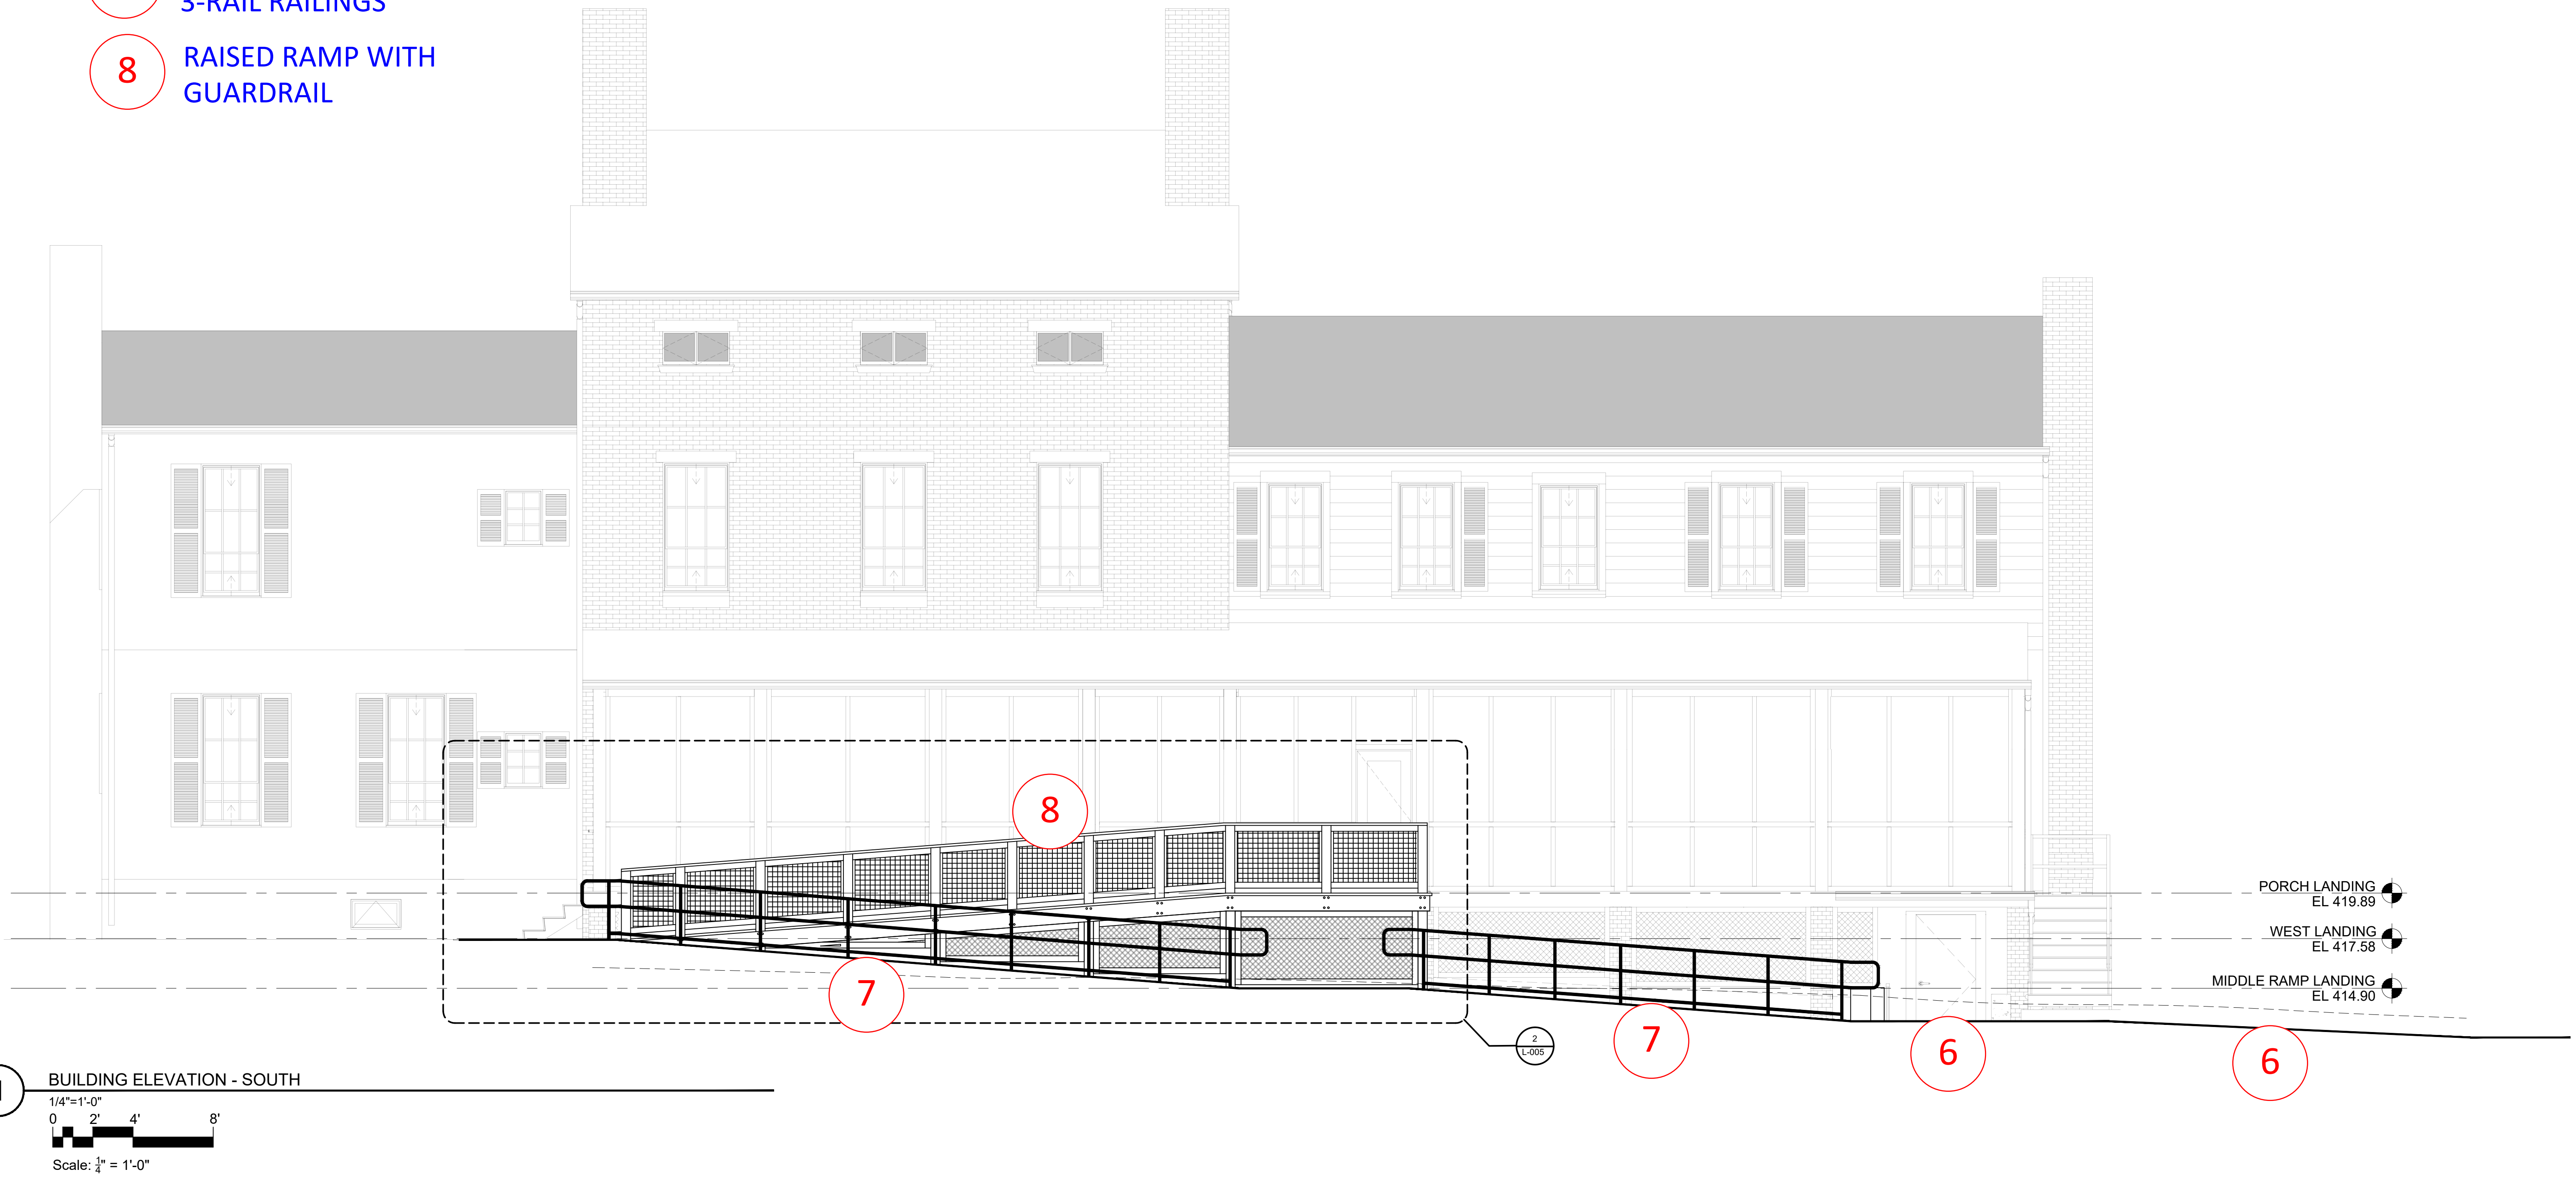 3-RAIL RAILINGS
8
RAISED RAMP WITH
GUARDRAIL
8
PORCH LANDING
EL 419.89
WEST LANDING
EL 417.58
MIDDLE RAMP LANDING
EL 414.90
7
7
6
6
2
L-005
1
BUILDING ELEVATION - SOUTH
1/4"=1'-0"
0 2' 4' 8'
Scale: 1/4" = 1'-0"